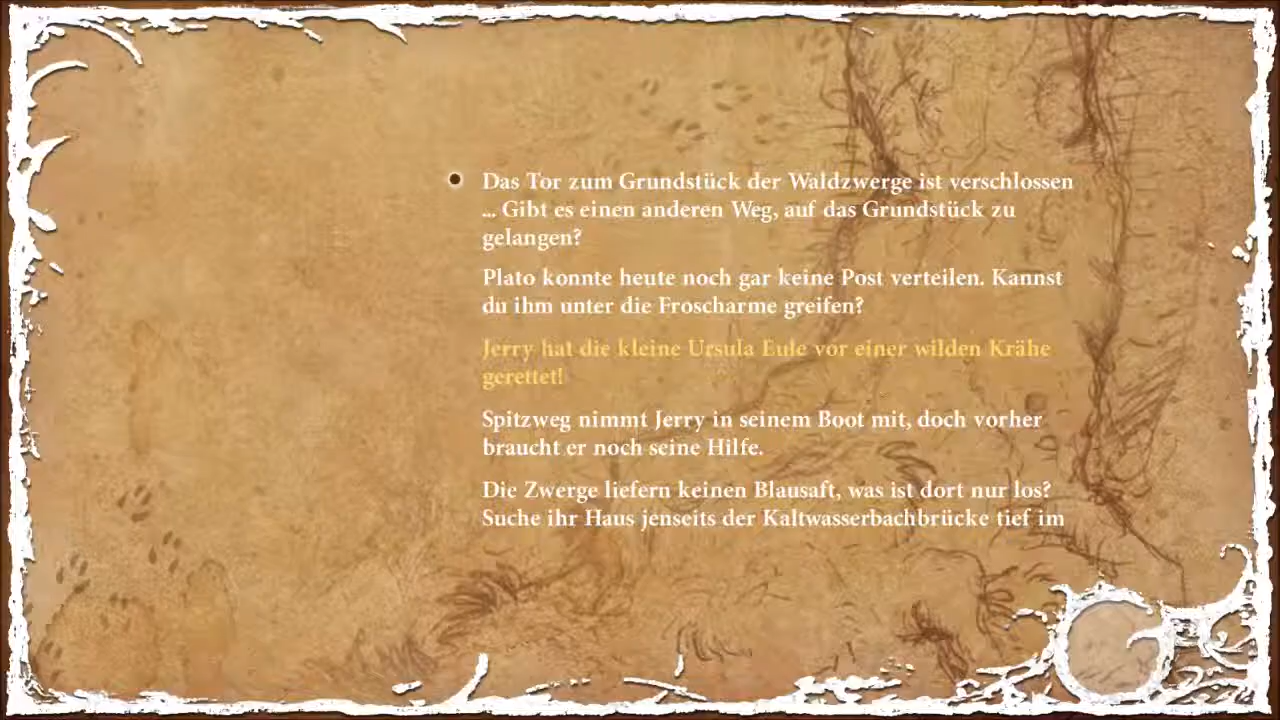 Das Tor zum Grundstück der Waldzwerge ist verschlossen
... Gibt es einen anderen Weg, auf das Grundstück zu
gelangen?
Plato konnte heute noch gar keine Post verteilen. Kannst
du ihm unter die Froscharme greifen?
Jerry hat die kleine Ursula Eule vor einer wilden Krähe
gerettet!
Spitzweg nimmt Jerry in seinem Boot mit, doch vorher
braucht er noch seine Hilfe.
Die Zwerge liefern keinen Blausaft, was ist dort nur los?
Suche ihr Haus jenseits der Kaltwasserbachbrücke tief im